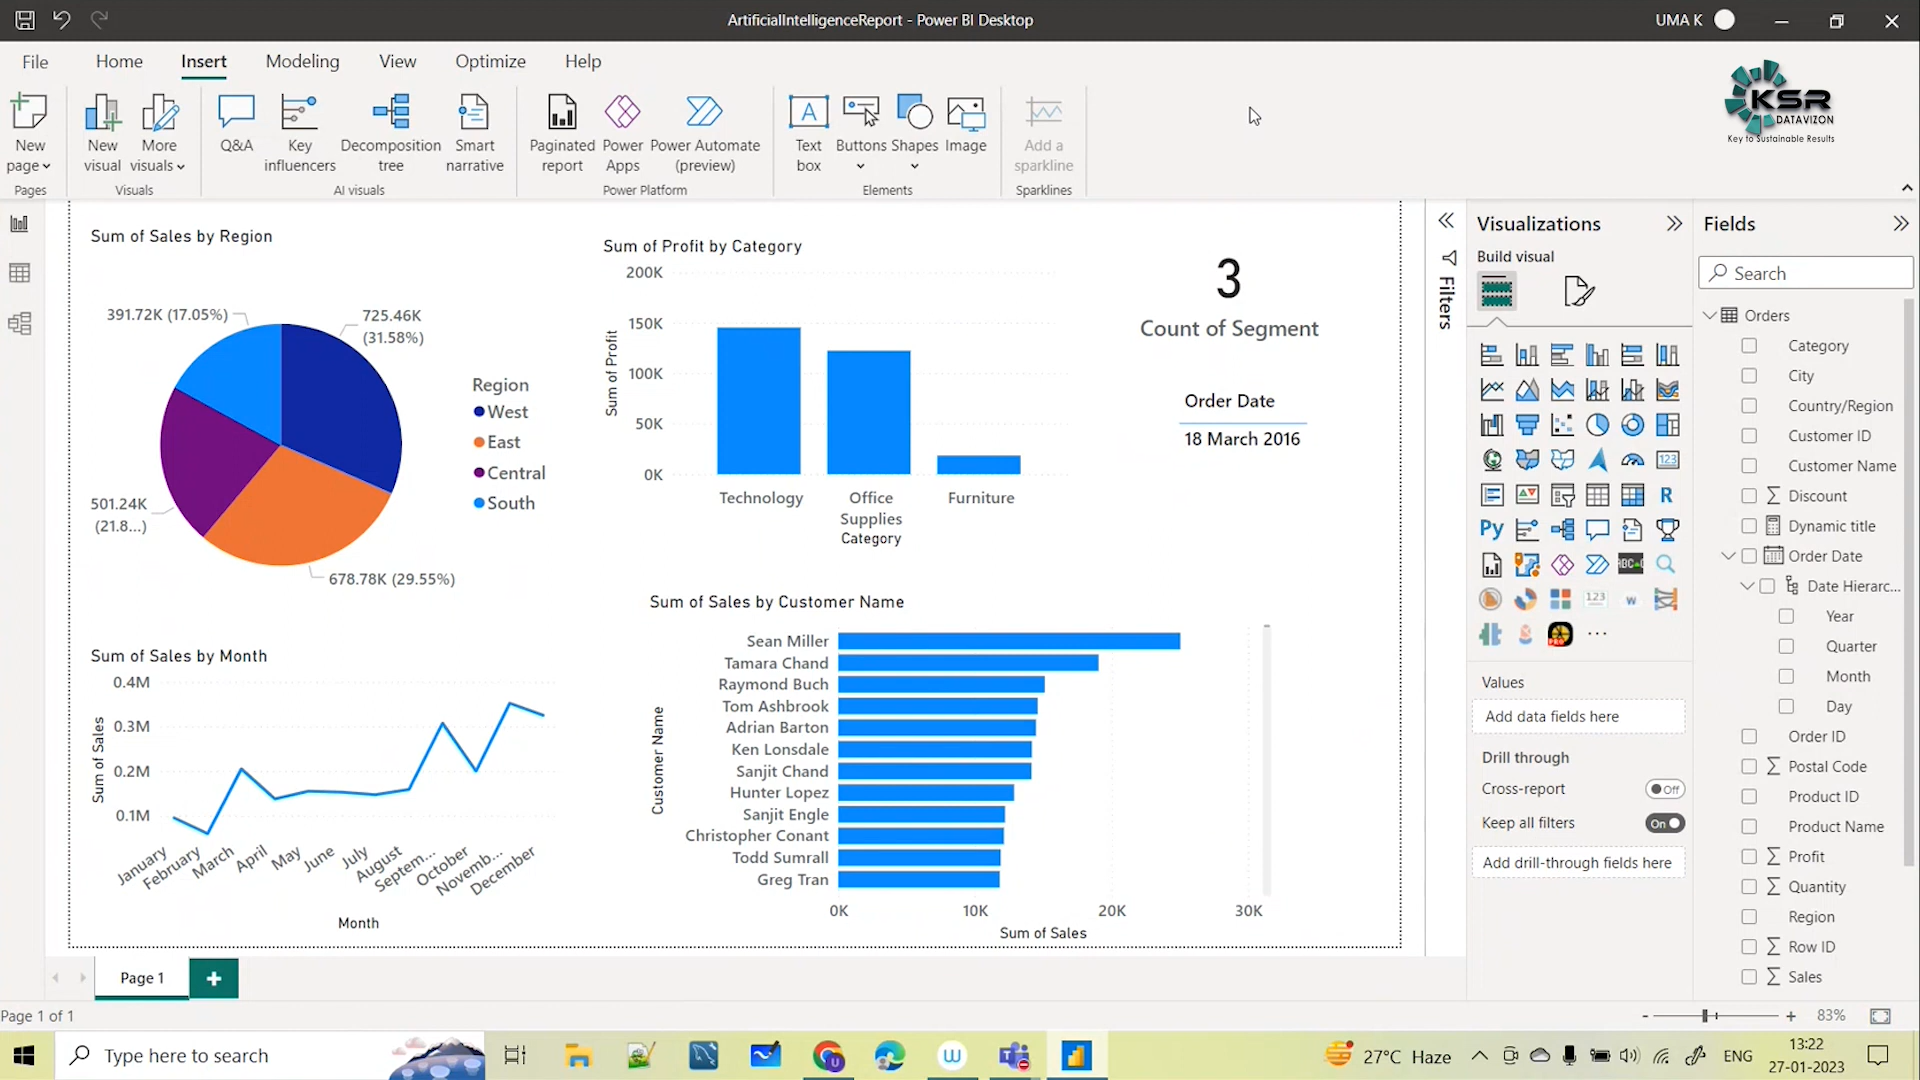 ArtificialIntelligenceReport - Power BI Desktop
UMA K
File
Home
Insert
Modeling
View
Optimize
Help
New page
New visual
More visuals
Q&A
Key influencers
Decomposition tree
Smart narrative
Paginated report
Power Apps
Power Automate (preview)
Text box
Buttons
Shapes
Image
Add a sparkline
Pages
Visuals
AI visuals
Power Platform
Elements
Sparklines
KSR
DATAVIZON
Key to Sustainable Results
Sum of Sales by Region
391.72K (17.05%)
725.46K
(31.58%)
501.24K
(21.8...)
678.78K (29.55%)
Region
West
East
Central
South
Sum of Profit by Category
Sum of Profit
200K
150K
100K
50K
0K
Technology
Office
Supplies
Furniture
Category
3
Count of Segment
Order Date
18 March 2016
Sum of Sales by Month
Sum of Sales
0.4M
0.3M
0.2M
0.1M
January
February
March
April
May
June
July
August
Septem...
October
Novemb...
December
Month
Sum of Sales by Customer Name
Customer Name
Sean Miller
Tamara Chand
Raymond Buch
Tom Ashbrook
Adrian Barton
Ken Lonsdale
Sanjit Chand
Hunter Lopez
Sanjit Engle
Christopher Conant
Todd Sumrall
Greg Tran
0K
10K
20K
30K
Sum of Sales
Filters
Visualizations
Build visual
123
R
Py
ABC
123
W
Values
Add data fields here
Drill through
Cross-report
Off
Keep all filters
On
Add drill-through fields here
Fields
Search
Orders
Category
City
Country/Region
Customer ID
Customer Name
Discount
Dynamic title
Order Date
Date Hierarc...
Year
Quarter
Month
Day
Order ID
Postal Code
Product ID
Product Name
Profit
Quantity
Region
Row ID
Sales
Page 1
Page 1 of 1
83%
Type here to search
W
27°C Haze
ENG
13:22
27-01-2023